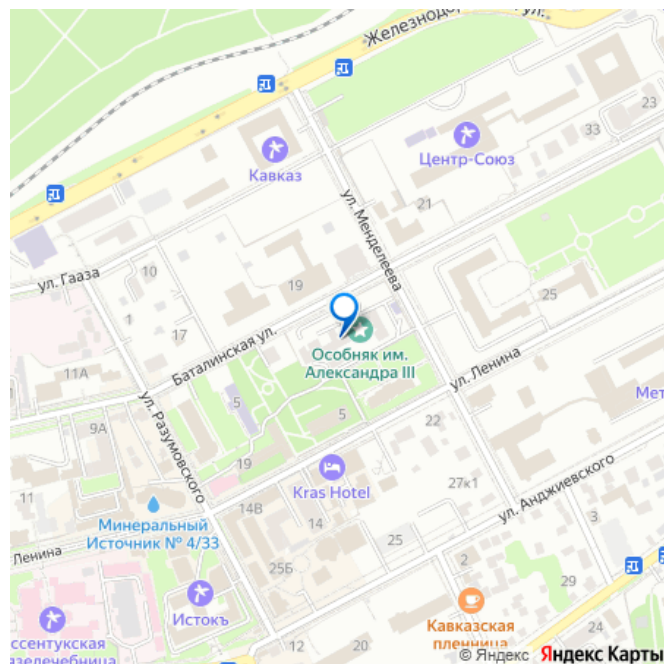 Железнодор
ул.
23
33
Центр-Союз
Кавказ
21
ул. Менделеева
ул. Гааза
10
19
25
1
17
Баталинская ул.
Особняк им.
Александра III
ул. Ленина
11А
5
5
Мет
9А
ул. Разумовского
22
19
Kras Hotel
27к1
ул. Анджиевского
11
14В
14
Минеральный
Источник № 4/33
3
Ленина
25
2
25Б
29
Истокъ
ссентукская
язелечебница
Кавказская
пленница
12
20
© Яндекс Яндекс Карты